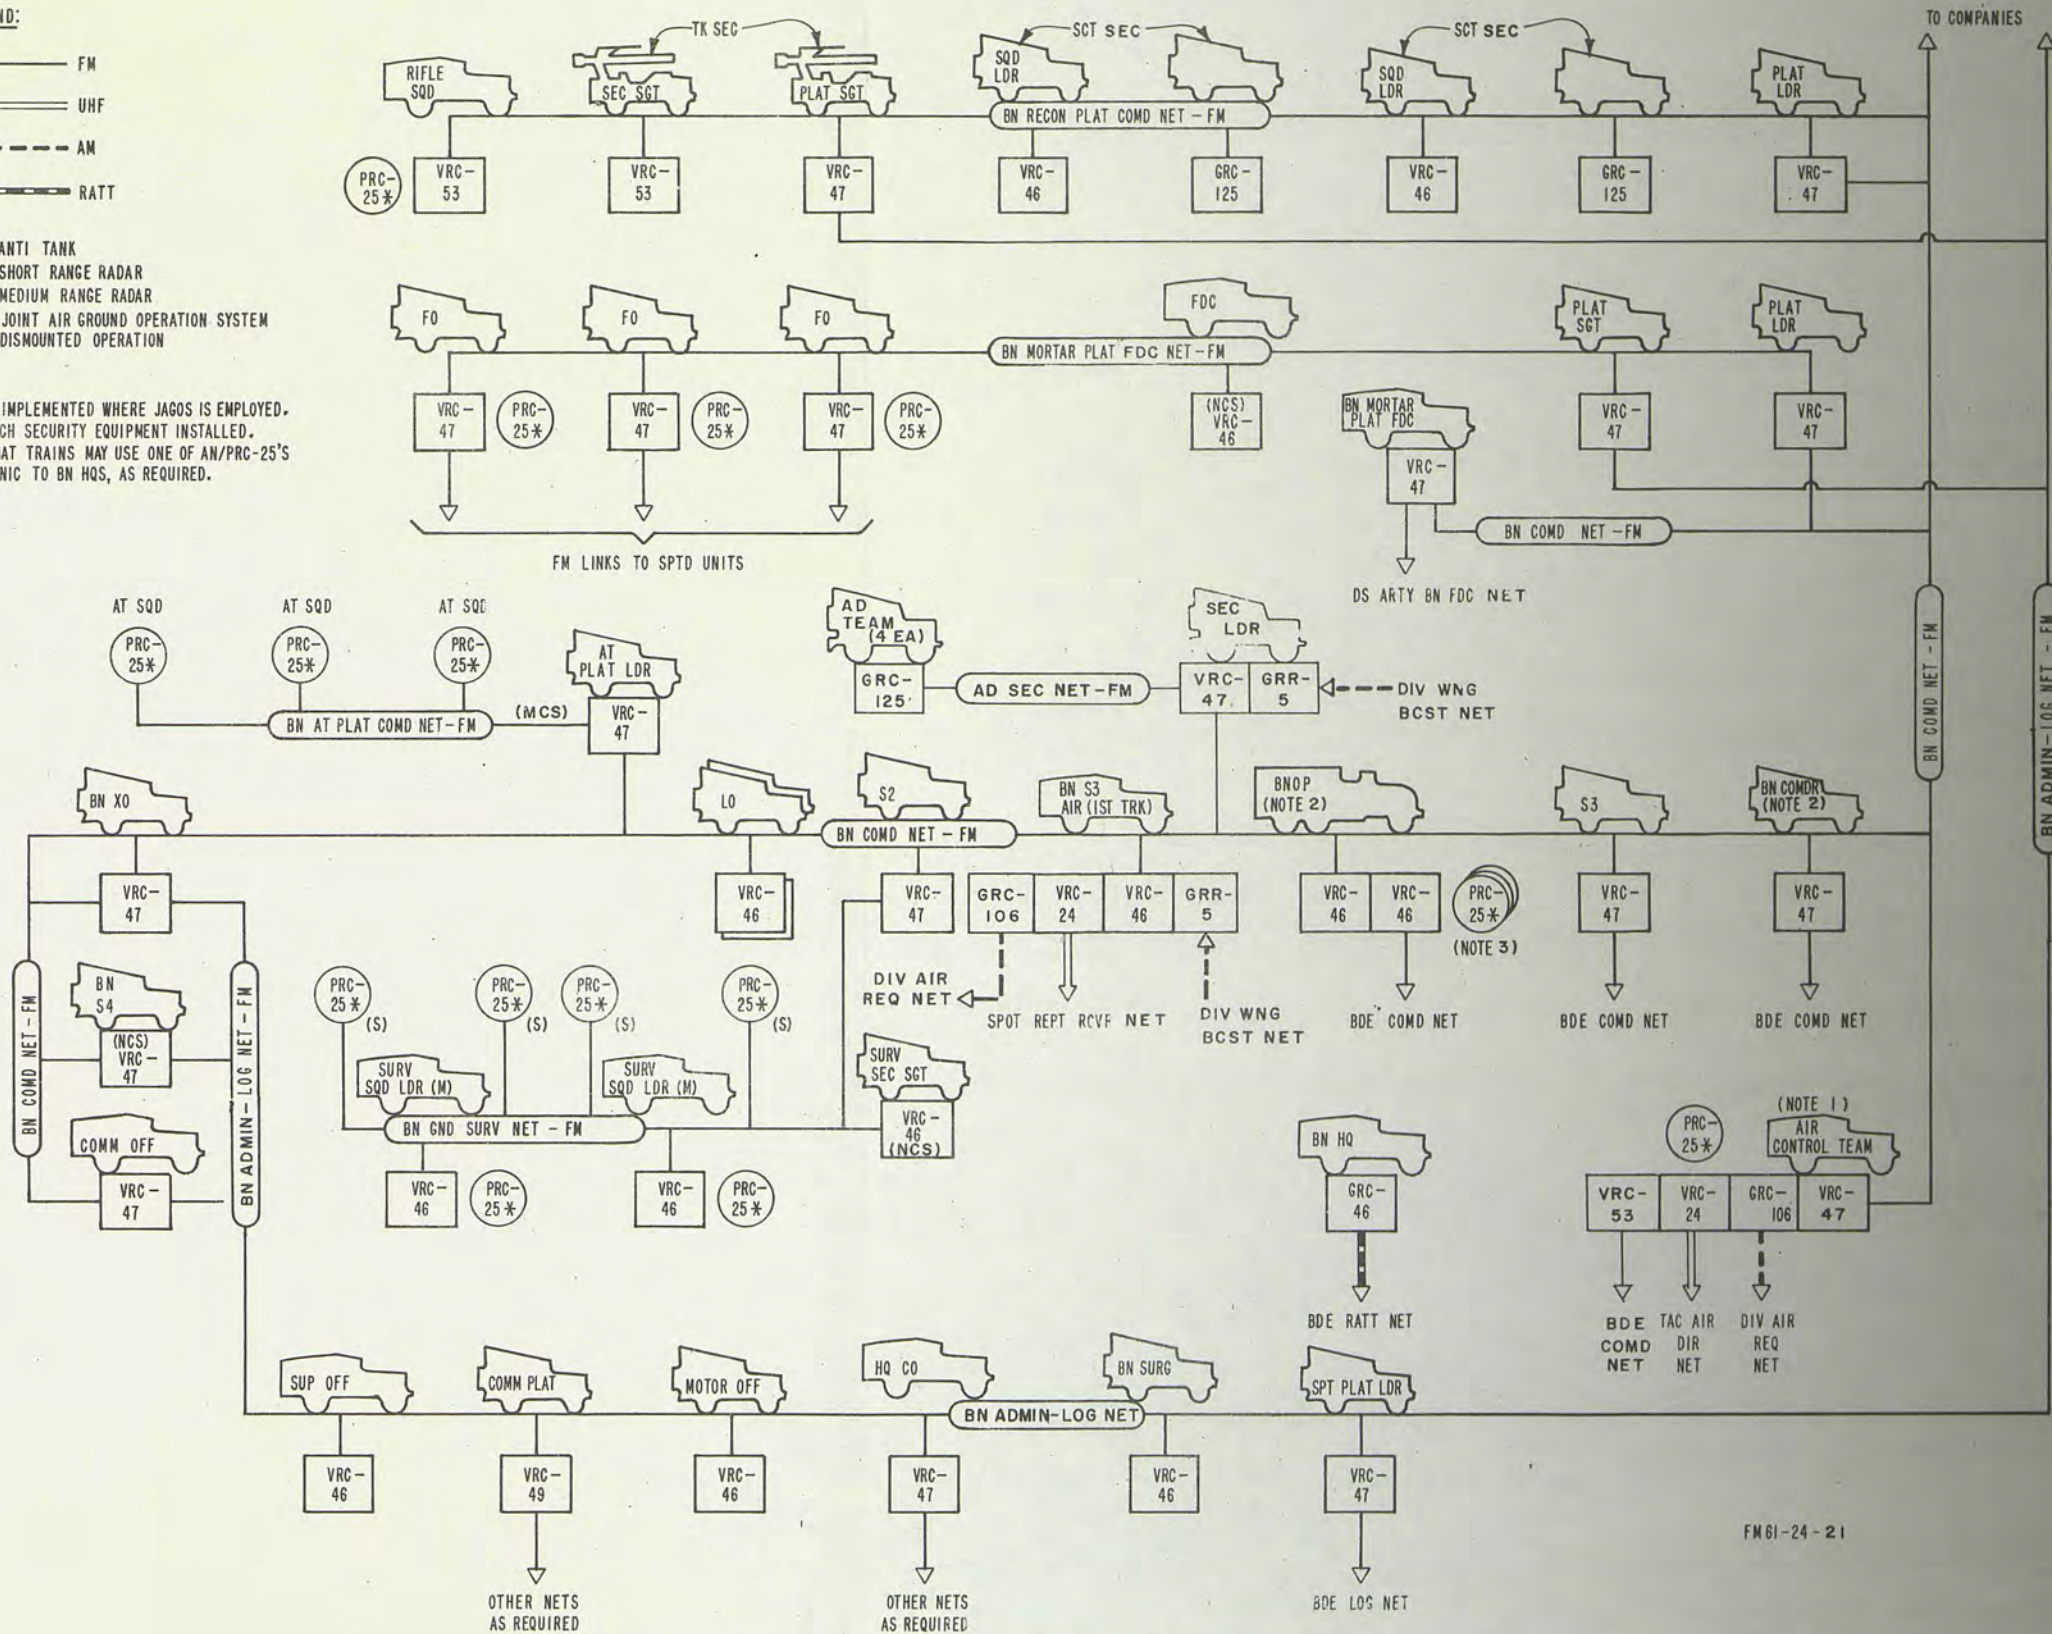 ND:
FM
UHF
AM
RATT
ANTI TANK
SHORT RANGE RADAR
MEDIUM RANGE RADAR
JOINT AIR GROUND OPERATION SYSTEM
DISMOUNTED OPERATION
IMPLEMENTED WHERE JAGOS IS EMPLOYED.
CH SECURITY EQUIPMENT INSTALLED.
AT TRAINS MAY USE ONE OF AN/PRC-25'S
NIC TO BN HQS, AS REQUIRED.
TO COMPANIES
TK SEC
SCT SEC
SCT SEC
RIFLE
SQD
SEC SGT
PLAT SGT
SQD
LDR
SQD
LDR
PLAT
LDR
BN RECON PLAT COMD NET - FM
PRC-
25*
VRC-
53
VRC-
53
VRC-
47
VRC-
46
GRC-
125
VRC-
46
GRC-
125
VRC-
47
FO
FO
FO
FDC
PLAT
SGT
PLAT
LDR
BN MORTAR PLAT FDC NET-FM
VRC-
47
PRC-
25*
VRC-
47
PRC-
25*
VRC-
47
PRC-
25*
(NCS)
VRC-
46
BN MORTAR
PLAT FDC
VRC-
47
VRC-
47
VRC-
47
BN COMD NET -FM
FM LINKS TO SPTD UNITS
DS ARTY BN FDC NET
AT SQD
AT SQD
AT SQD
PRC-
25*
PRC-
25*
PRC-
25*
AT
PLAT LDR
BN AT PLAT COMD NET-FM
(MCS)
VRC-
47
AD
TEAM
(4 EA)
GRC-
125
AD SEC NET-FM
SEC
LDR
VRC-
47
GRR-
5
DIV WNG
BCST NET
BN COMD NET - FM
BN ADMIN-LOG NET - FM
BN XO
LO
S2
BN S3
AIR (1ST TRK)
BNOP
(NOTE 2)
S3
BN COMDR
(NOTE 2)
BN COMD NET - FM
VRC-
47
VRC-
46
VRC-
47
GRC-
106
VRC-
24
VRC-
46
GRR-
5
VRC-
46
VRC-
46
PRC-
25*
(NOTE 3)
VRC-
47
VRC-
47
DIV AIR
REQ NET
SPOT REPT RCVR NET
DIV WNG
BCST NET
BDE COMD NET
BDE COMD NET
BDE COMD NET
BN COMD NET-FM
BN ADMIN-LOG NET-FM
BN
S4
(NCS)
VRC-
47
COMM OFF
VRC-
47
PRC-
25*
(S)
PRC-
25*
(S)
PRC-
25*
(S)
PRC-
25*
(S)
SURV
SQD LDR (M)
SURV
SQD LDR (M)
SURV
SEC SGT
BN GND SURV NET - FM
VRC-
46
(NCS)
VRC-
46
PRC-
25*
VRC-
46
PRC-
25*
BN HQ
GRC-
46
BDE RATT NET
(NOTE 1)
PRC-
25*
AIR
CONTROL TEAM
VRC-
53
VRC-
24
GRC-
106
VRC-
47
BDE
COMD
NET
TAC AIR
DIR
NET
DIV AIR
REQ
NET
SUP OFF
COMM PLAT
MOTOR OFF
HQ CO
BN SURG
SPT PLAT LDR
BN ADMIN-LOG NET
VRC-
46
VRC-
49
VRC-
46
VRC-
47
VRC-
46
VRC-
47
OTHER NETS
AS REQUIRED
OTHER NETS
AS REQUIRED
BDE LOG NET
FM61-24-21